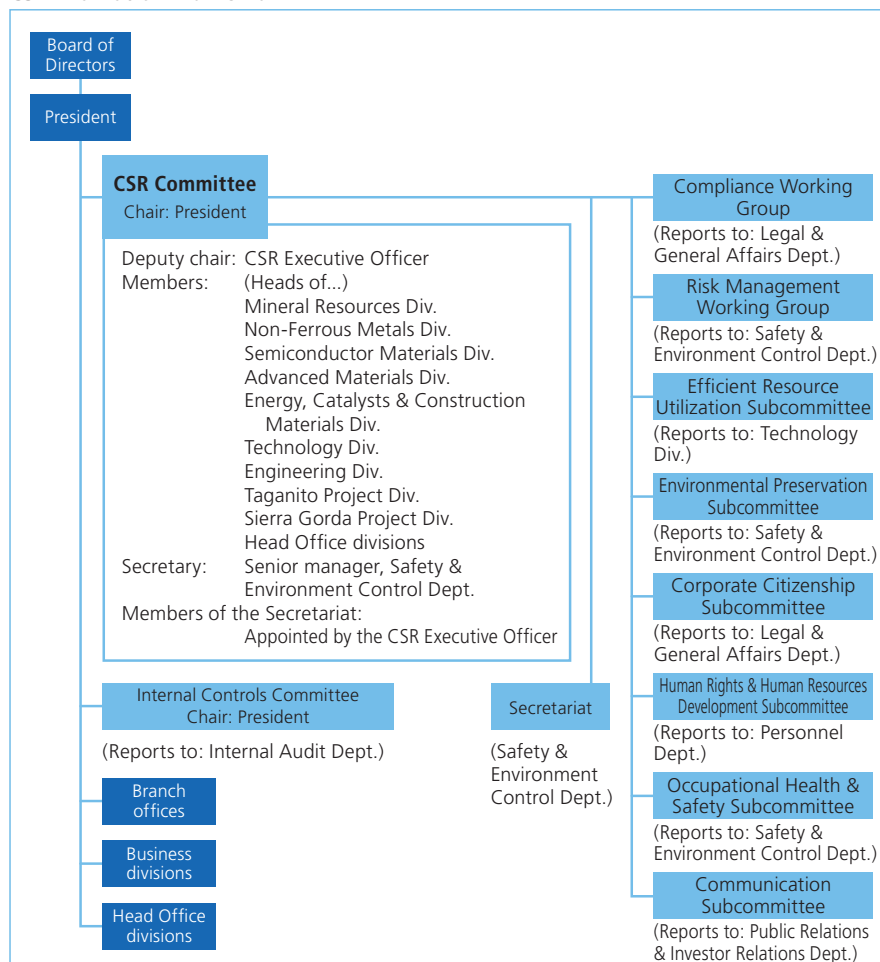 Board of
Directors
President
CSR Committee
Chair: President
Deputy chair: CSR Executive Officer
Members: (Heads of...)
Mineral Resources Div.
Non-Ferrous Metals Div.
Semiconductor Materials Div.
Advanced Materials Div.
Energy, Catalysts & Construction
Materials Div.
Technology Div.
Engineering Div.
Taganito Project Div.
Sierra Gorda Project Div.
Head Office divisions
Secretary: Senior manager, Safety &
Environment Control Dept.
Members of the Secretariat:
Appointed by the CSR Executive Officer
Internal Controls Committee
Chair: President
(Reports to: Internal Audit Dept.)
Branch
offices
Business
divisions
Head Office
divisions
Secretariat
(Safety &
Environment
Control Dept.)
Compliance Working
Group
(Reports to: Legal &
General Affairs Dept.)
Risk Management
Working Group
(Reports to: Safety &
Environment Control Dept.)
Efficient Resource
Utilization Subcommittee
(Reports to: Technology
Div.)
Environmental Preservation
Subcommittee
(Reports to: Safety &
Environment Control Dept.)
Corporate Citizenship
Subcommittee
(Reports to: Legal &
General Affairs Dept.)
Human Rights & Human Resources
Development Subcommittee
(Reports to: Personnel
Dept.)
Occupational Health &
Safety Subcommittee
(Reports to: Safety &
Environment Control Dept.)
Communication
Subcommittee
(Reports to: Public Relations
& Investor Relations Dept.)